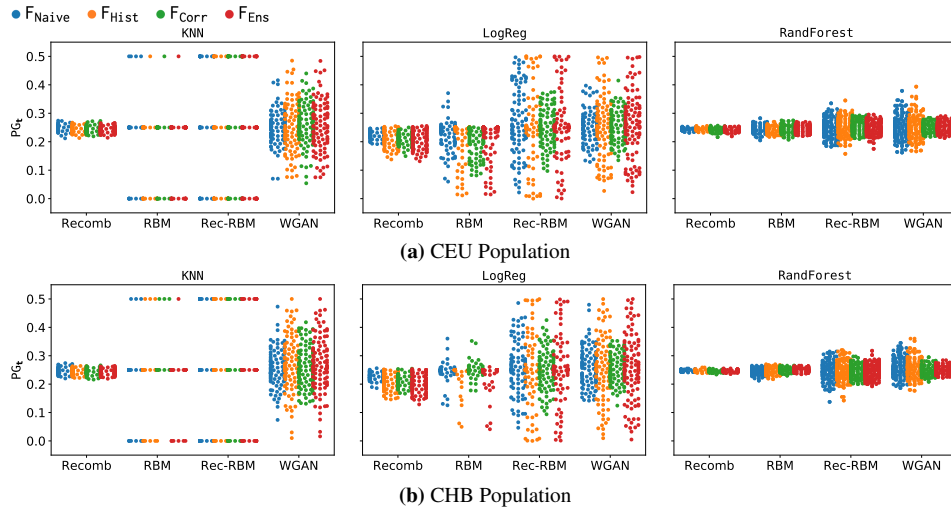 F_Naive F_Hist F_Corr F_Ens
KNN LogReg RandForest
PG_t
0.5
0.4
0.3
0.2
0.1
0.0
Recomb RBM Rec-RBM WGAN Recomb RBM Rec-RBM WGAN Recomb RBM Rec-RBM WGAN
(a) CEU Population
KNN LogReg RandForest
PG_t
0.5
0.4
0.3
0.2
0.1
0.0
Recomb RBM Rec-RBM WGAN Recomb RBM Rec-RBM WGAN Recomb RBM Rec-RBM WGAN
(b) CHB Population